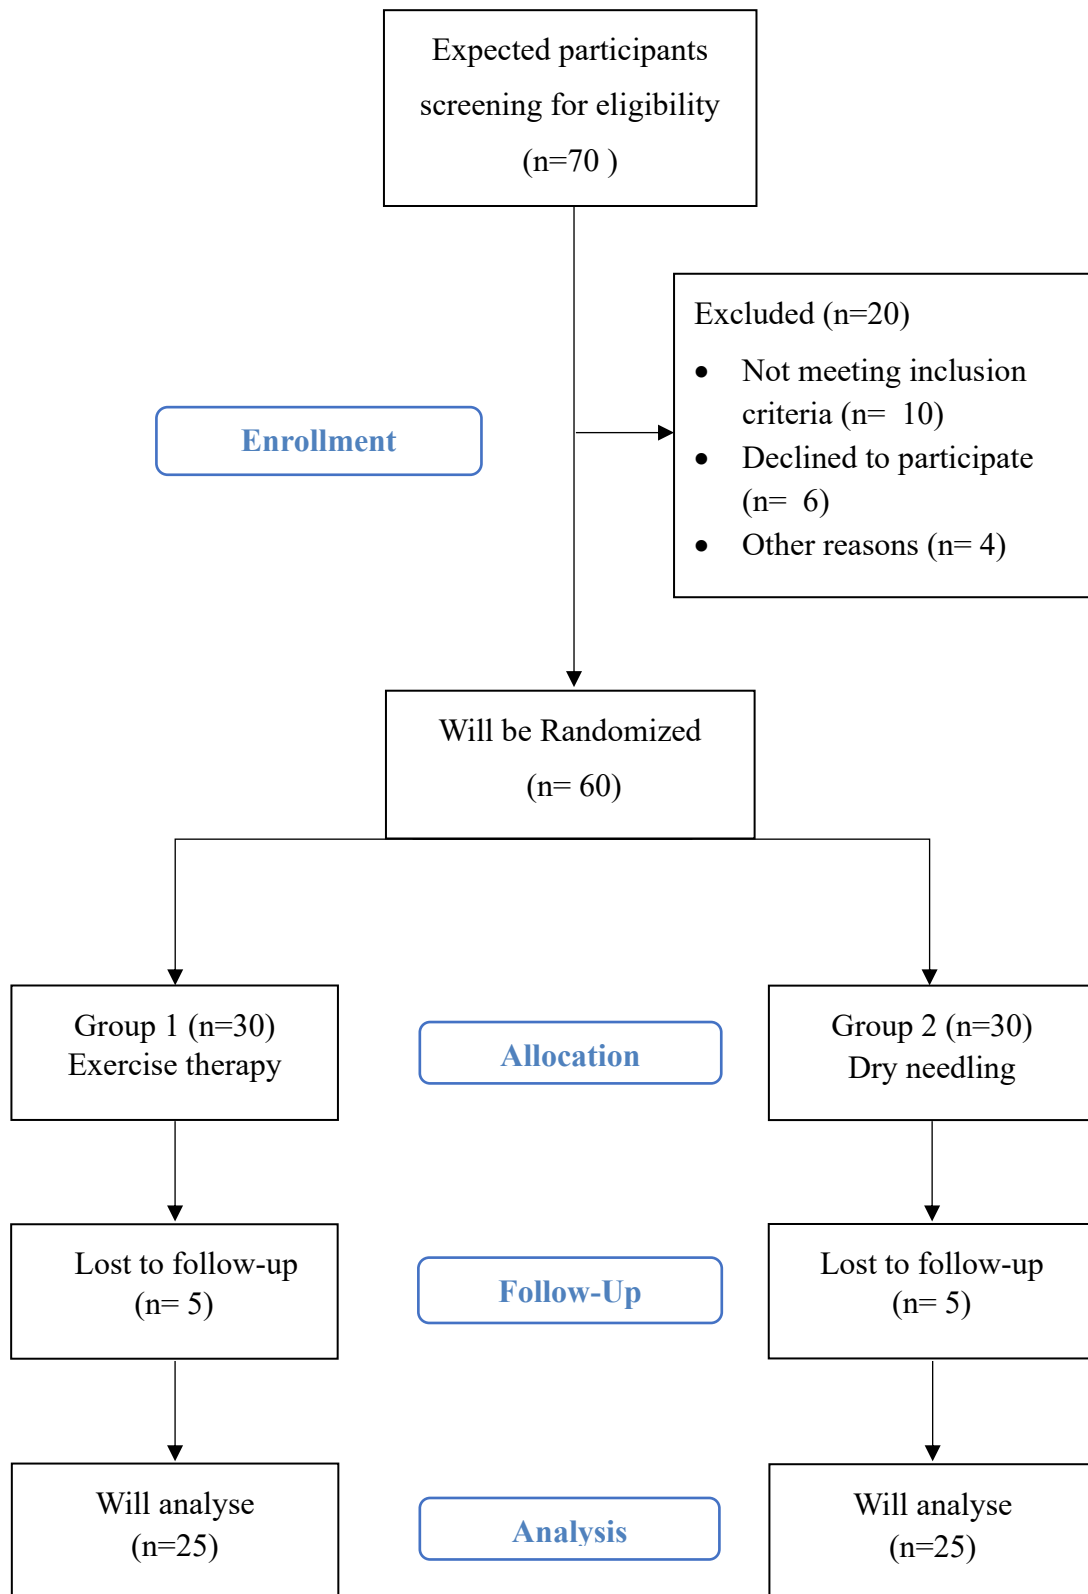 Expected participants
screening for eligibility
(n=70 )
Excluded (n=20)
• Not meeting inclusion
criteria (n=  10)
• Declined to participate
(n=  6)
• Other reasons (n= 4)
Enrollment
Will be Randomized
(n= 60)
Group 1 (n=30)
Exercise therapy
Allocation
Group 2 (n=30)
Dry needling
Lost to follow-up
(n= 5)
Follow-Up
Lost to follow-up
(n= 5)
Will analyse
(n=25)
Analysis
Will analyse
(n=25)